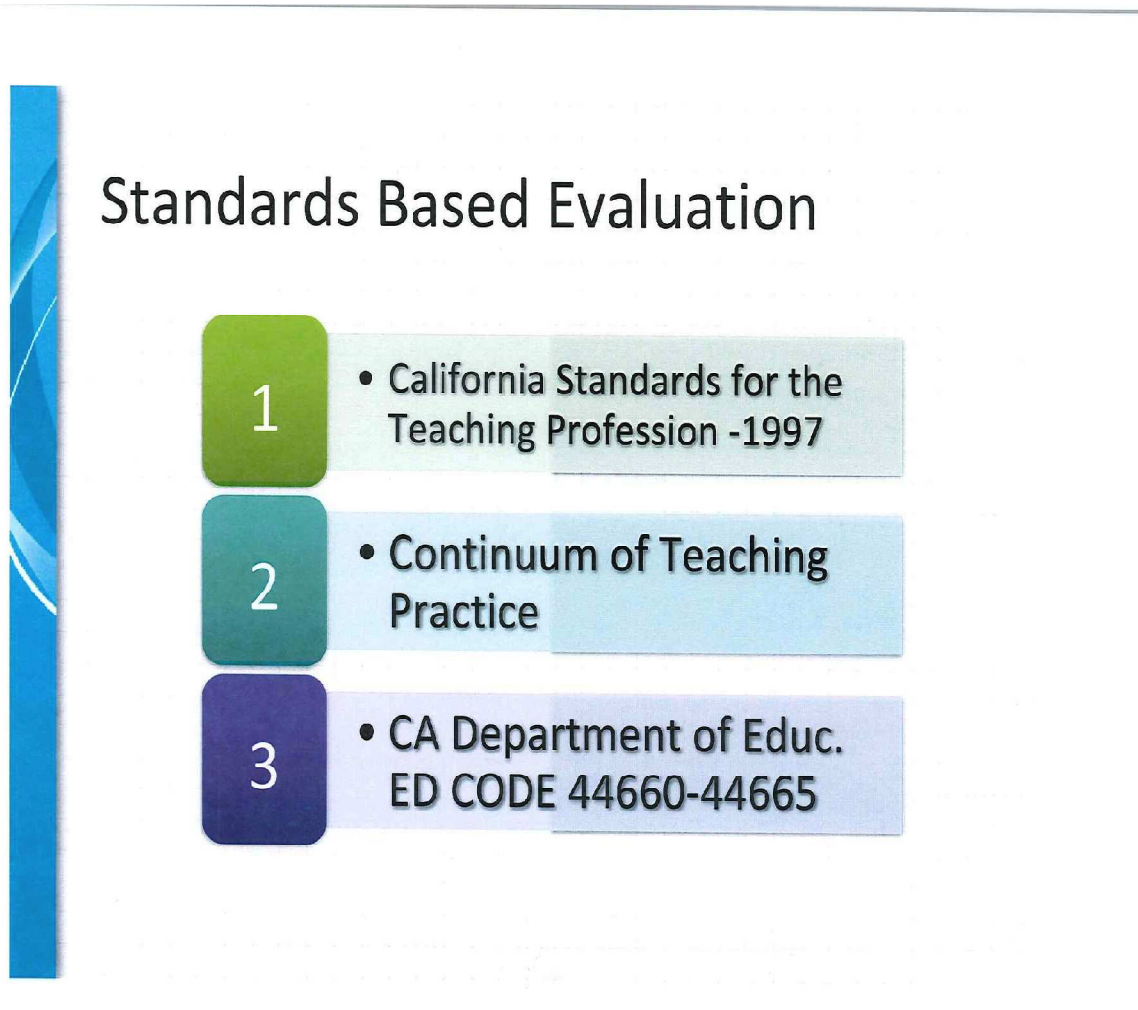 Standards Based Evaluation
1
• California Standards for the
Teaching Profession -1997
2
• Continuum of Teaching
Practice
3
• CA Department of Educ.
ED CODE 44660-44665